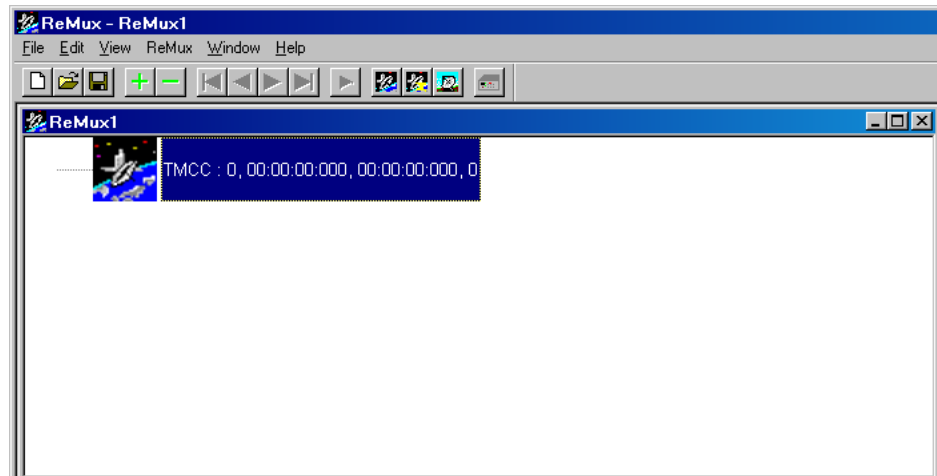 ReMux - ReMux1
File Edit View ReMux Window Help
ReMux1
TMCC : 0, 00:00:00:000, 00:00:00:000, 0